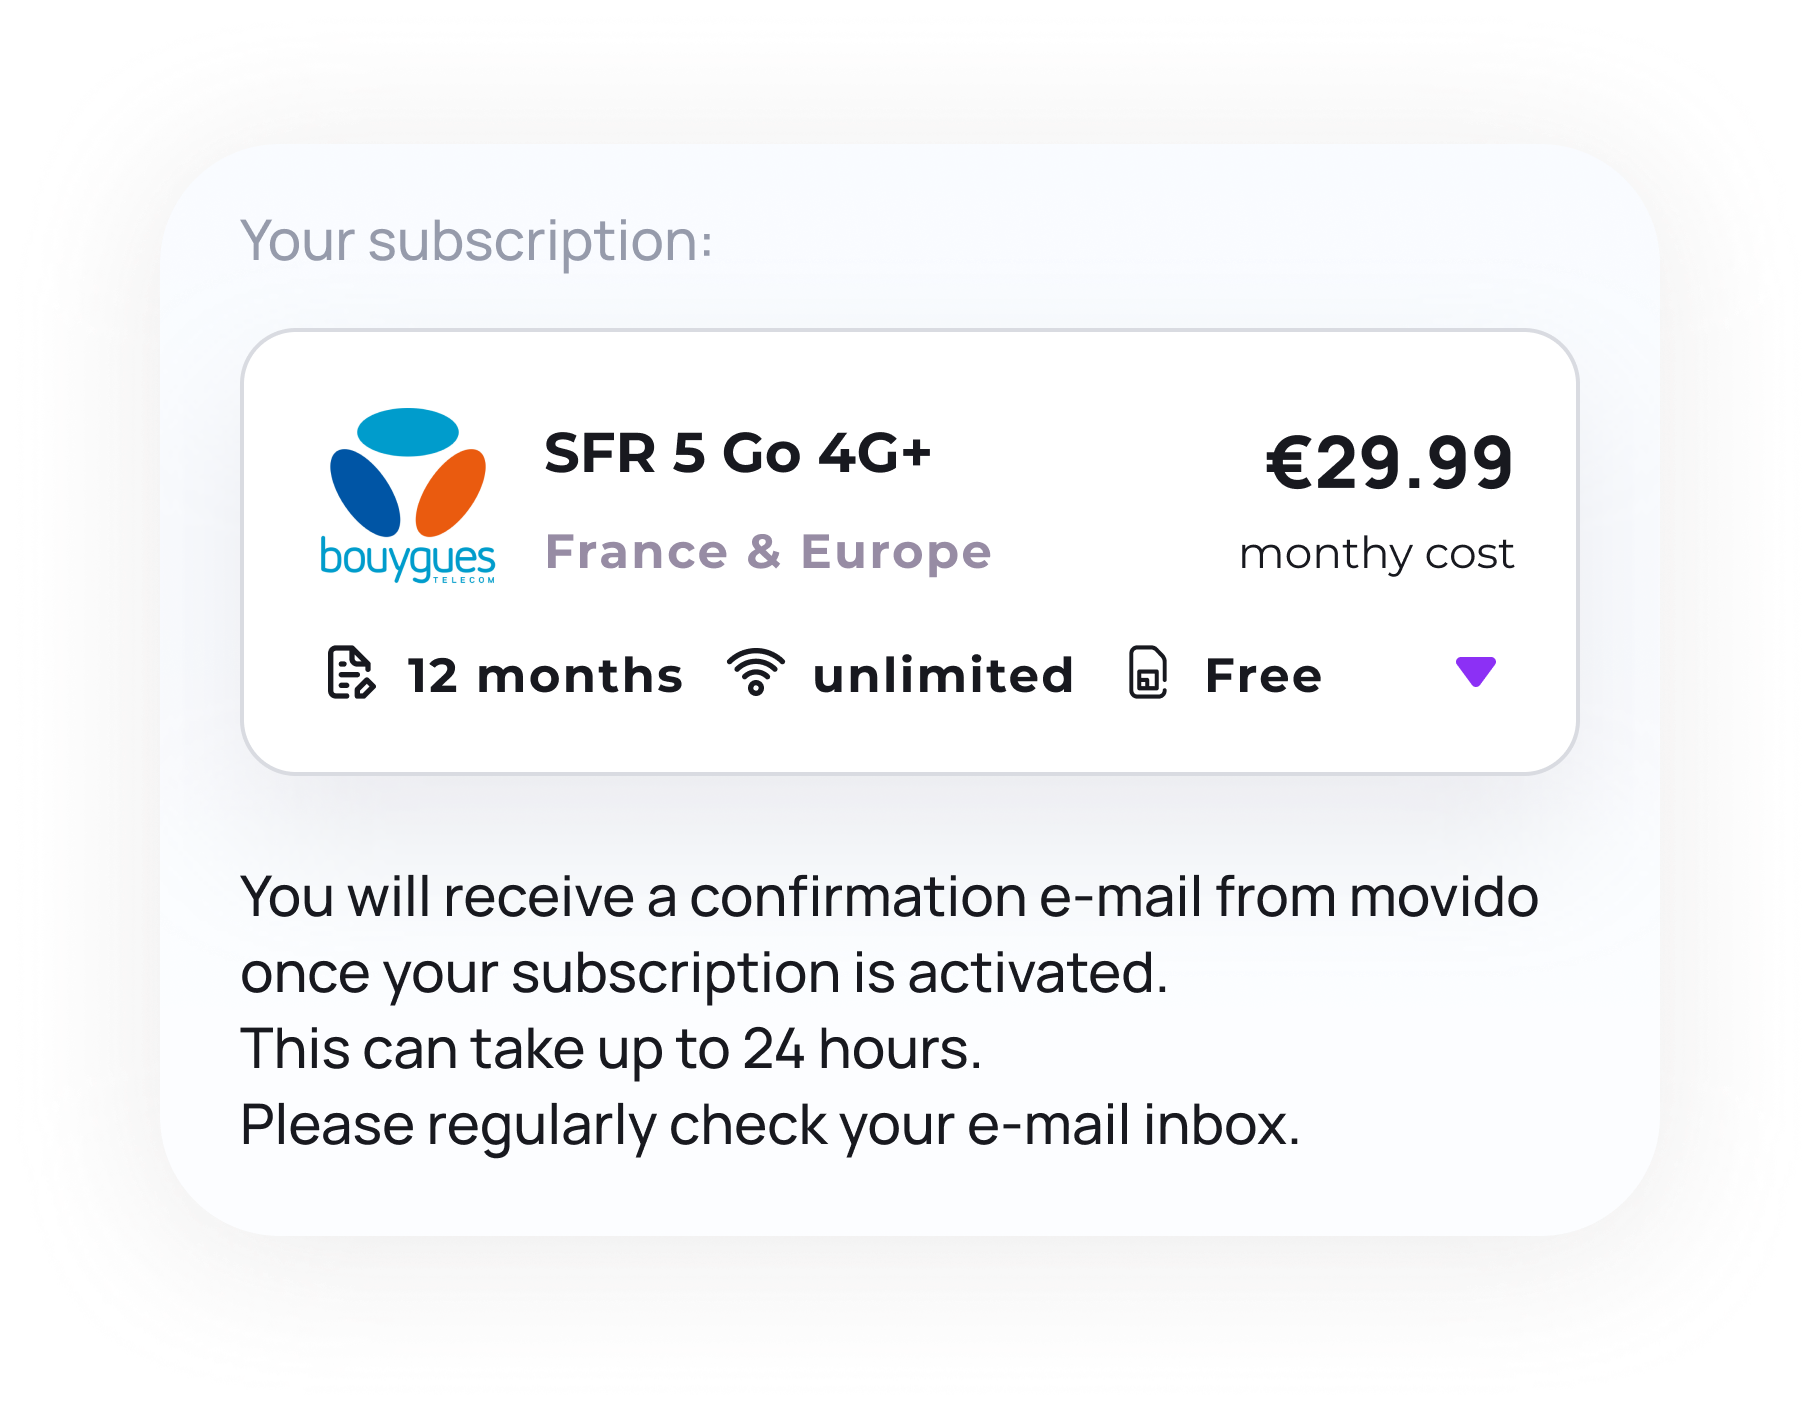 Your subscription:
bouygues
TELECOM
SFR 5 Go 4G+
France & Europe
€29.99
monthy cost
12 months
unlimited
Free
You will receive a confirmation e-mail from movido
once your subscription is activated.
This can take up to 24 hours.
Please regularly check your e-mail inbox.